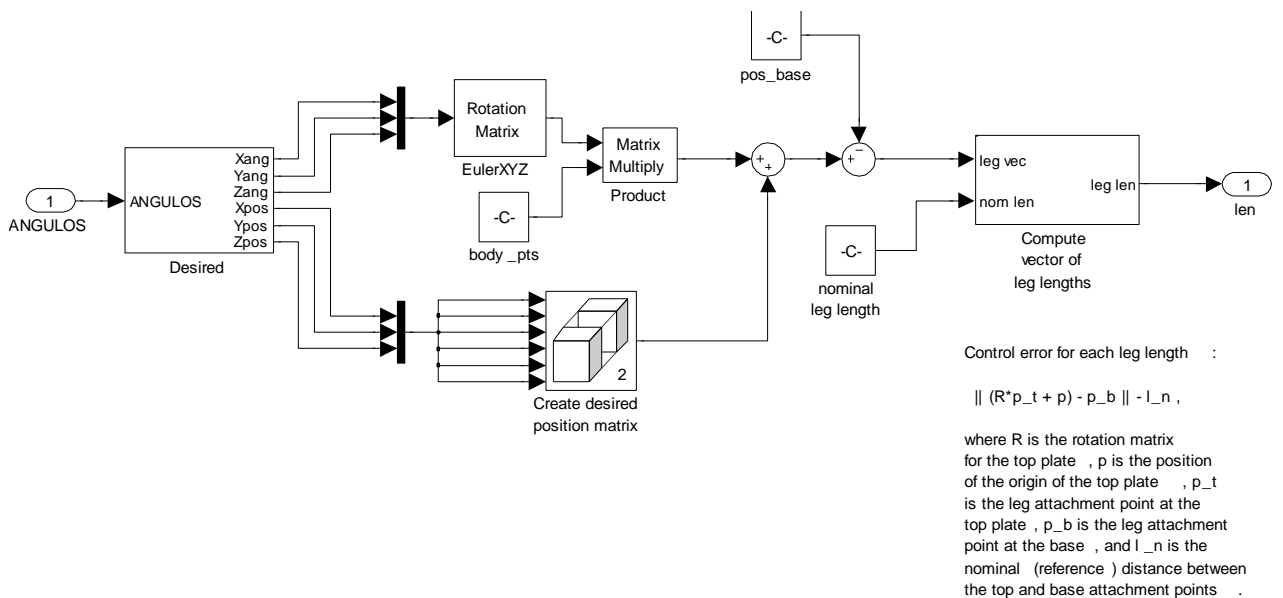 -C-
pos_base
Rotation
Matrix
EulerXYZ
Matrix
Multiply
Product
-C-
body _pts
1
ANGULOS
ANGULOS
Xang
Yang
Zang
Xpos
Ypos
Zpos
Desired
+
+
+
−
leg vec
nom len
leg len
Compute
vector of
leg lengths
1
len
-C-
nominal
leg length
2
Create desired
position matrix
Control error for each leg length :
|| (R*p_t + p) - p_b || - l_n ,
where R is the rotation matrix
for the top plate , p is the position
of the origin of the top plate , p_t
is the leg attachment point at the
top plate , p_b is the leg attachment
point at the base , and l _n is the
nominal (reference ) distance between
the top and base attachment points .